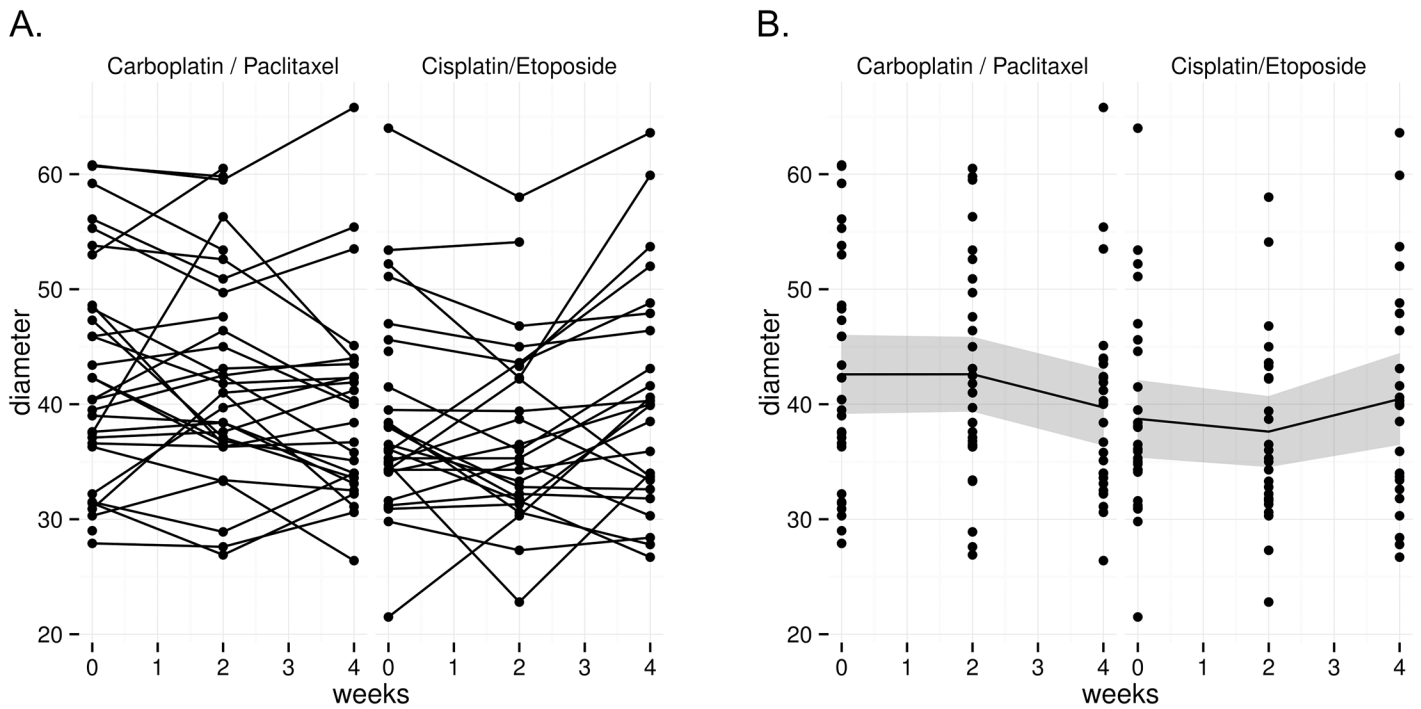 A.
B.
Carboplatin / Paclitaxel
Cisplatin/Etoposide
Carboplatin / Paclitaxel
Cisplatin/Etoposide
diameter
60
50
40
30
20
diameter
60
50
40
30
20
0 1 2 3 4
0 1 2 3 4
0 1 2 3 4
0 1 2 3 4
weeks
weeks